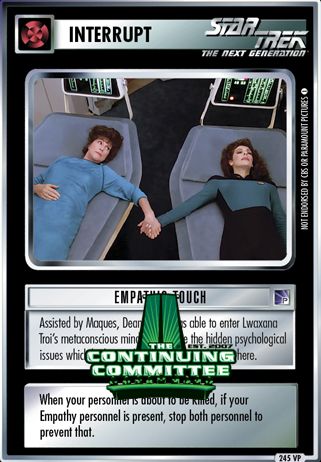 INTERRUPT
STAR TREK
THE NEXT GENERATION
NOT ENDORSED BY CBS OR PARAMOUNT PICTURES
EMPATHIC TOUCH
Assisted by Maques, Dean able to enter Lwaxana
Troi's metaconscious mind the hidden psychological
issues which here.
THE
EST. 2007
CONTINUING
COMMITTEE
When your personnel is about to be killed, if your
Empathy personnel is present, stop both personnel to
prevent that.
P
245 VP